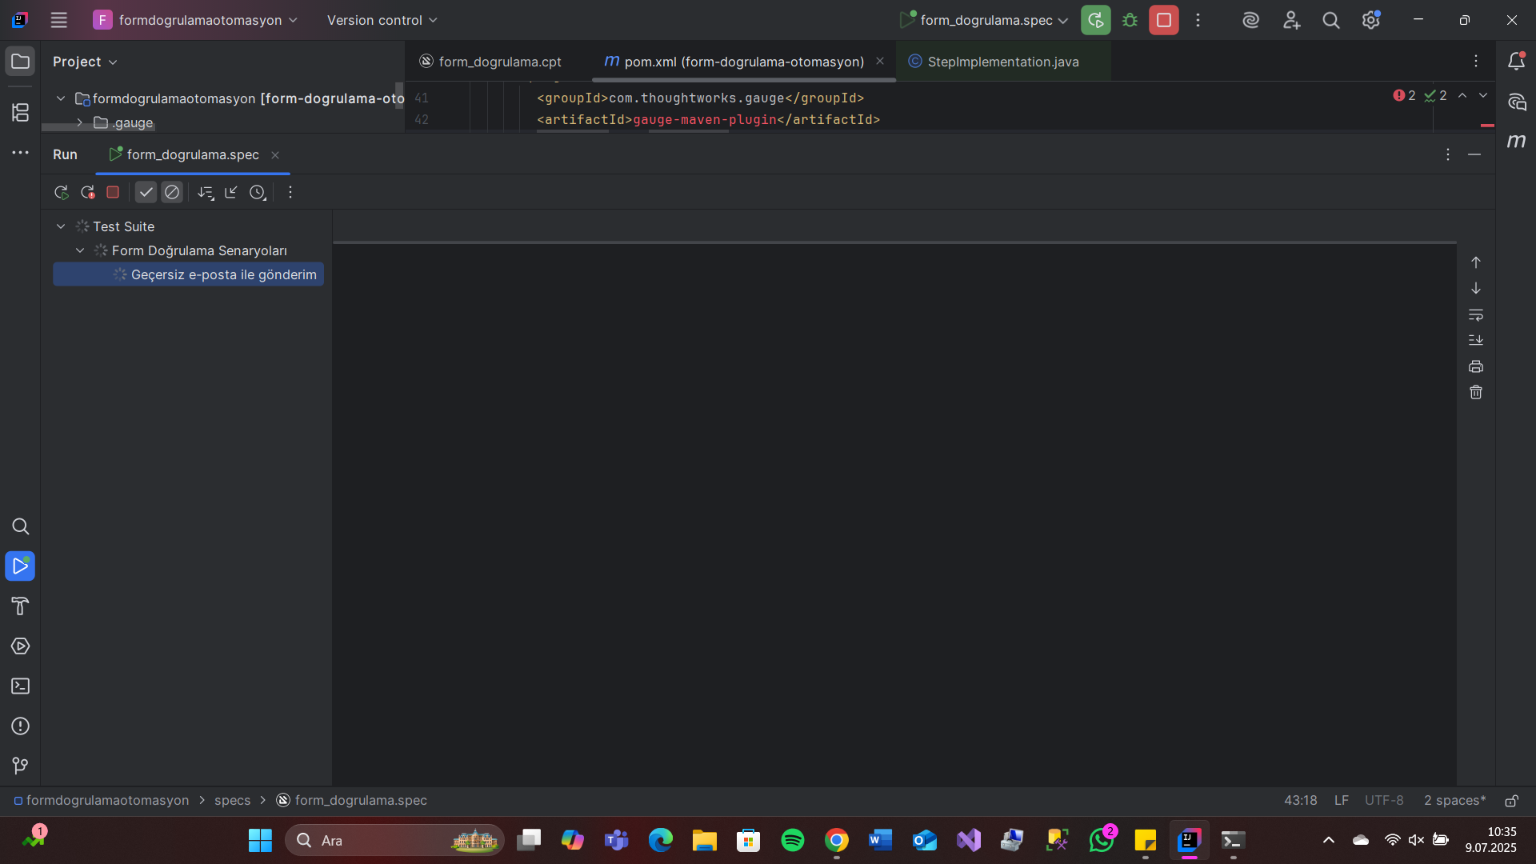 F formdogrulamaotomasyon Version control form_dogrulama.spec
Project form_dogrulama.cpt m pom.xml (form-dogrulama-otomasyon) C StepImplementation.java
formdogrulamaotomasyon [form-dogrulama-oto 41 <groupId>com.thoughtworks.gauge</groupId> 2 2
.gauge 42 <artifactId>gauge-maven-plugin</artifactId>
m
Run form_dogrulama.spec
Test Suite
Form Doğrulama Senaryoları
Geçersiz e-posta ile gönderim
formdogrulamaotomasyon > specs > form_dogrulama.spec 43:18 LF UTF-8 2 spaces*
1 Ara 2 10:35
9.07.2025